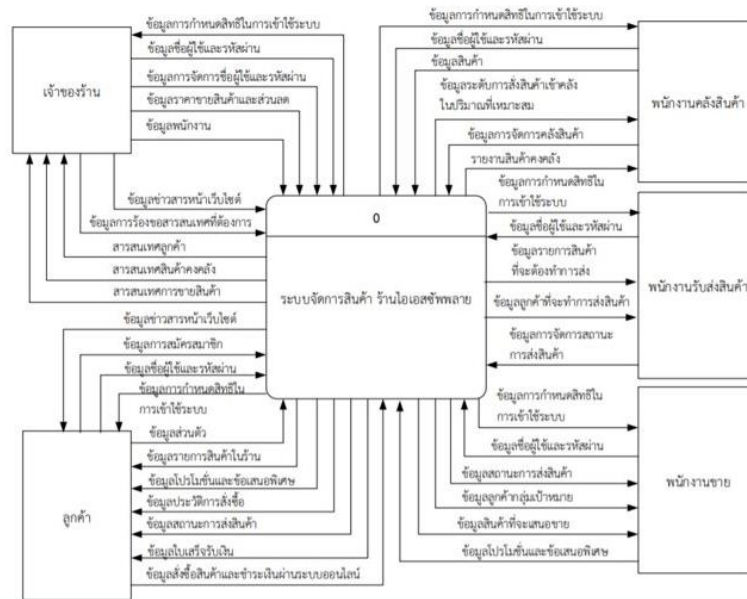 ข้อมูลการกำหนดสิทธิในการเข้าใช้ระบบ
ข้อมูลชื่อผู้ใช้และรหัสผ่าน
ข้อมูลการจัดการชื่อผู้ใช้และรหัสผ่าน
ข้อมูลราคาขายสินค้าและส่วนลด
ข้อมูลพนักงาน
เจ้าของร้าน
ข้อมูลข่าวสารหน้าเว็บไซต์
ข้อมูลการร้องขอสารสนเทศที่ต้องการ
สารสนเทศลูกค้า
สารสนเทศสินค้าคงคลัง
สารสนเทศการขายสินค้า
ข้อมูลการกำหนดสิทธิในการเข้าใช้ระบบ
ข้อมูลชื่อผู้ใช้และรหัสผ่าน
ข้อมูลสินค้า
ข้อมูลระดับการสั่งสินค้าเข้าคลัง
ในปริมาณที่เหมาะสม
ข้อมูลการจัดการคลังสินค้า
รายงานสินค้าคงคลัง
พนักงานคลังสินค้า
0
ระบบจัดการสินค้า ร้านไอเอสซัพพลาย
ข้อมูลการกำหนดสิทธิใน
การเข้าใช้ระบบ
ข้อมูลชื่อผู้ใช้และรหัสผ่าน
ข้อมูลรายการสินค้า
ที่จะต้องทำการส่ง
ข้อมูลลูกค้าที่จะทำการส่งสินค้า
ข้อมูลการจัดการสถานะ
การส่งสินค้า
พนักงานรับส่งสินค้า
ข้อมูลข่าวสารหน้าเว็บไซต์
ข้อมูลการสมัครสมาชิก
ข้อมูลชื่อผู้ใช้และรหัสผ่าน
ข้อมูลการกำหนดสิทธิใน
การเข้าใช้ระบบ
ข้อมูลส่วนตัว
ข้อมูลรายการสินค้าในร้าน
ข้อมูลโปรโมชั่นและข้อเสนอพิเศษ
ข้อมูลประวัติการสั่งซื้อ
ข้อมูลสถานะการส่งสินค้า
ข้อมูลใบเสร็จรับเงิน
ข้อมูลสั่งซื้อสินค้าและชำระเงินผ่านระบบออนไลน์
ลูกค้า
ข้อมูลการกำหนดสิทธิใน
การเข้าใช้ระบบ
ข้อมูลชื่อผู้ใช้และรหัสผ่าน
ข้อมูลสถานะการส่งสินค้า
ข้อมูลลูกค้ากลุ่มเป้าหมาย
ข้อมูลสินค้าที่จะเสนอขาย
ข้อมูลโปรโมชั่นและข้อเสนอพิเศษ
พนักงานขาย